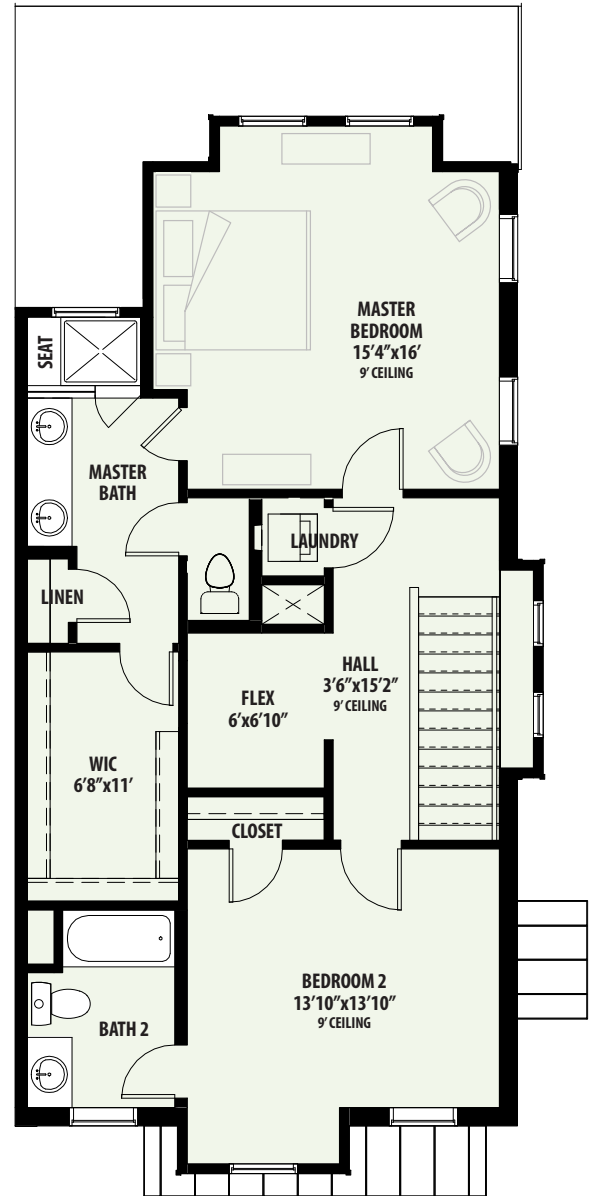 MASTER
BEDROOM
15'4"x16'
9' CEILING
SEAT
MASTER
BATH
LAUNDRY
LINEN
HALL
3'6"x15'2"
9' CEILING
FLEX
6'x6'10"
WIC
6'8"x11'
CLOSET
BEDROOM 2
13'10"x13'10"
9' CEILING
BATH 2